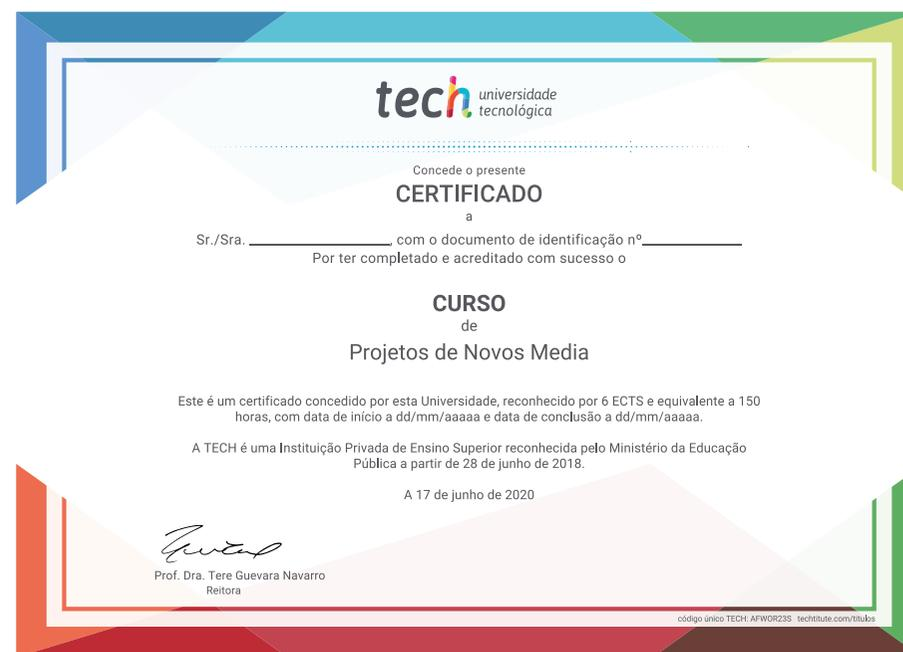 tech universidade
tecnológica
Concede o presente
CERTIFICADO
a
Sr./Sra. ____________________, com o documento de identificação nº______________
Por ter completado e acreditado com sucesso o
CURSO
de
Projetos de Novos Media
Este é um certificado concedido por esta Universidade, reconhecido por 6 ECTS e equivalente a 150
horas, com data de início a dd/mm/aaaaa e data de conclusão a dd/mm/aaaaa.
A TECH é uma Instituição Privada de Ensino Superior reconhecida pelo Ministério da Educação
Pública a partir de 28 de junho de 2018.
A 17 de junho de 2020
Prof. Dra. Tere Guevara Navarro
Reitora
código único TECH: AFWOR23S techtitute.com/titulos